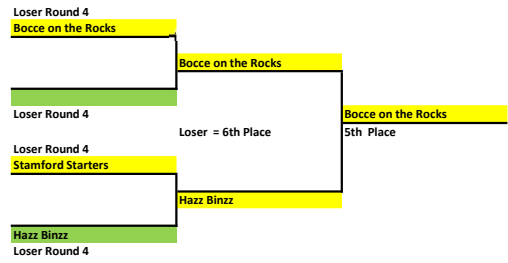 Loser Round 4
Bocce on the Rocks
Bocce on the Rocks
Loser Round 4
Bocce on the Rocks
Loser = 6th Place
5th Place
Loser Round 4
Stamford Starters
Hazz Binzz
Hazz Binzz
Loser Round 4